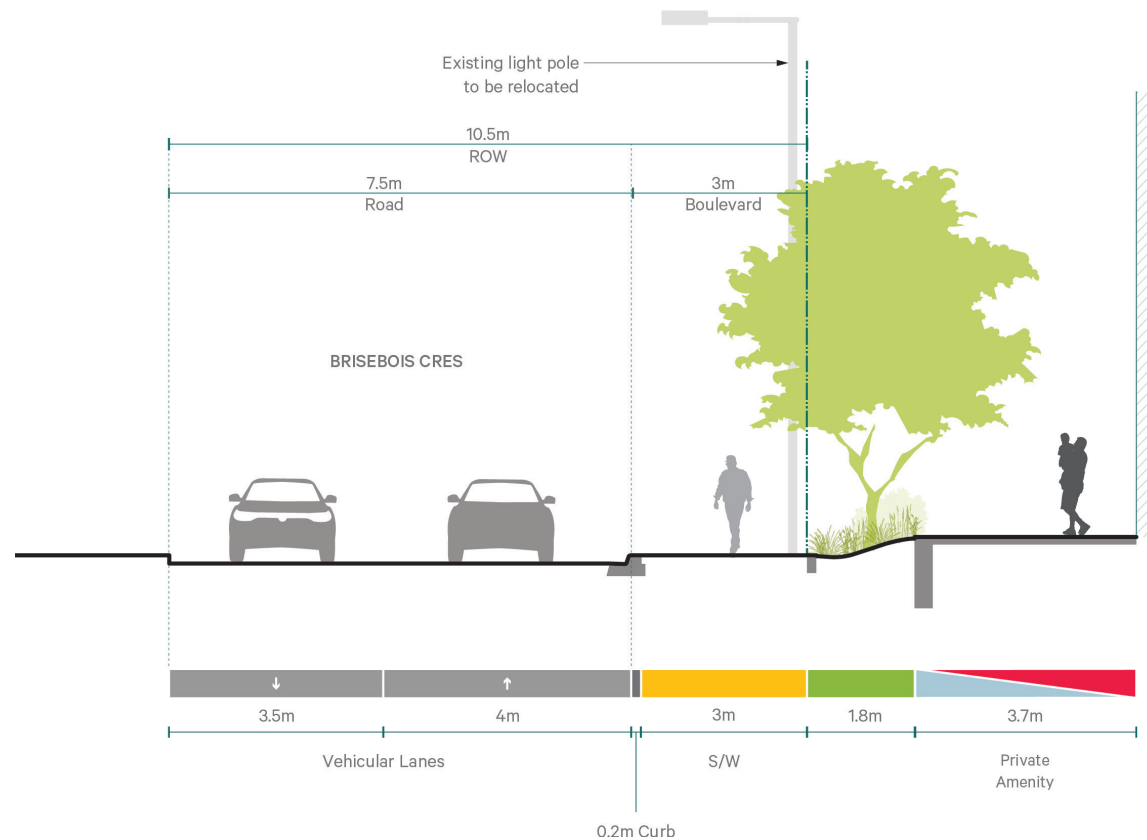 Existing light pole
to be relocated
10.5m
ROW
7.5m
Road
3m
Boulevard
BRISEBOIS CRES
↓
↑
3.5m
4m
3m
1.8m
3.7m
Vehicular Lanes
S/W
Private
Amenity
0.2m Curb